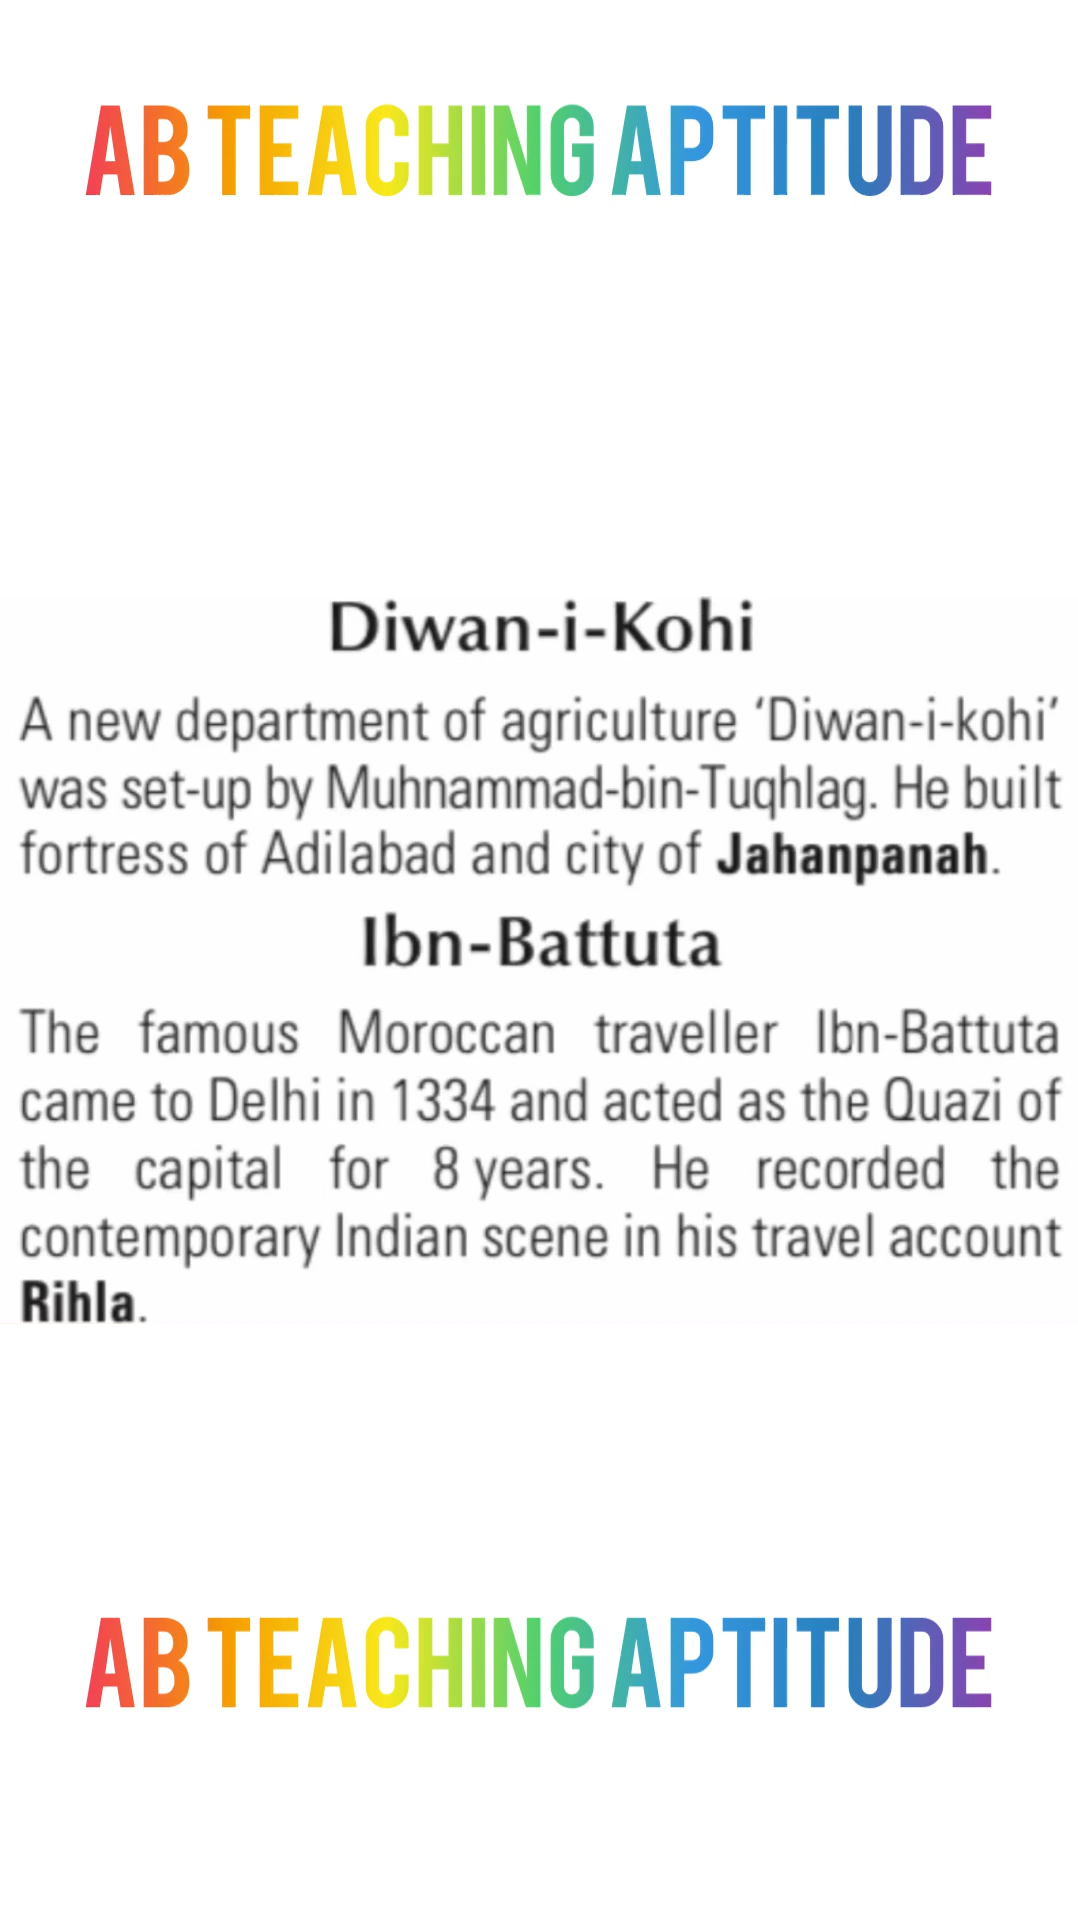 AB TEACHING APTITUDE
Diwan-i-Kohi
A new department of agriculture ‘Diwan-i-kohi’
was set-up by Muhnammad-bin-Tuqhlag. He built
fortress of Adilabad and city of Jahanpanah.
Ibn-Battuta
The famous Moroccan traveller Ibn-Battuta
came to Delhi in 1334 and acted as the Quazi of
the capital for 8 years. He recorded the
contemporary Indian scene in his travel account
Rihla.
AB TEACHING APTITUDE